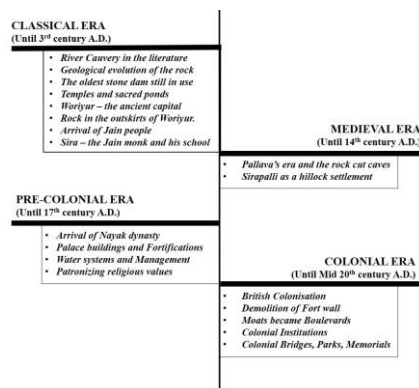 CLASSICAL ERA
(Until 3rd century A.D.)
• River Cauvery in the literature
• Geological evolution of the rock
• The oldest stone dam still in use
• Temples and sacred ponds
• Woriyur – the ancient capital
• Rock in the outskirts of Woriyur.
• Arrival of Jain people
• Sira – the Jain monk and his school
MEDIEVAL ERA
(Until 14th century A.D.)
• Pallava's era and the rock cut caves
• Sirapalli as a hillock settlement
PRE-COLONIAL ERA
(Until 17th century A.D.)
• Arrival of Nayak dynasty
• Palace buildings and Fortifications
• Water systems and Management
• Patronizing religious values
COLONIAL ERA
(Until Mid 20th century A.D.)
• British Colonisation
• Demolition of Fort wall
• Moats became Boulevards
• Colonial Institutions
• Colonial Bridges, Parks, Memorials